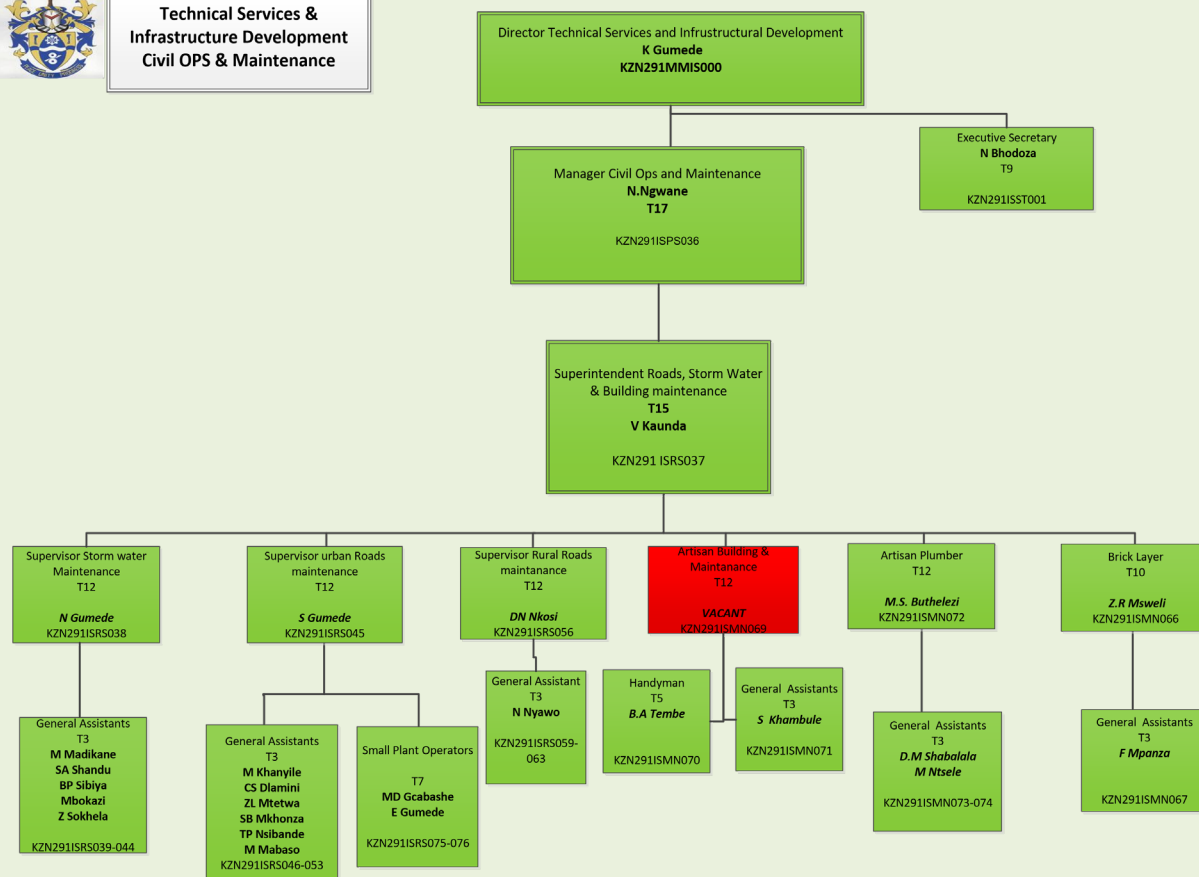 Technical Services &
Infrastructure Development
Civil OPS & Maintenance
Director Technical Services and Infrustructural Development
K Gumede
KZN291MMIS000
Executive Secretary
N Bhodoza
T9
KZN291ISST001
Manager Civil Ops and Maintenance
N.Ngwane
T17
KZN291ISPS036
Superintendent Roads, Storm Water
& Building maintenance
T15
V Kaunda
KZN291 ISRS037
Supervisor Storm water
Maintenance
T12
N Gumede
KZN291ISRS038
Supervisor urban Roads
maintenance
T12
S Gumede
KZN291ISRS045
Supervisor Rural Roads
maintanance
T12
DN Nkosi
KZN291ISRS056
Artisan Building &
Maintanance
T12
VACANT
KZN291ISMN069
Artisan Plumber
T12
M.S. Buthelezi
KZN291ISMN072
Brick Layer
T10
Z.R Msweli
KZN291ISMN066
General Assistants
T3
M Madikane
SA Shandu
BP Sibiya
Mbokazi
Z Sokhela
KZN291ISRS039-044
General Assistants
T3
M Khanyile
CS Dlamini
ZL Mtetwa
SB Mkhonza
TP Nsibande
M Mabaso
KZN291ISRS046-053
Small Plant Operators
T7
MD Gcabashe
E Gumede
KZN291ISRS075-076
General Assistant
T3
N Nyawo
KZN291ISRS059-
063
Handyman
T5
B.A Tembe
KZN291ISMN070
General Assistants
T3
S Khambule
KZN291ISMN071
General Assistants
T3
D.M Shabalala
M Ntsele
KZN291ISMN073-074
General Assistants
T3
F Mpanza
KZN291ISMN067